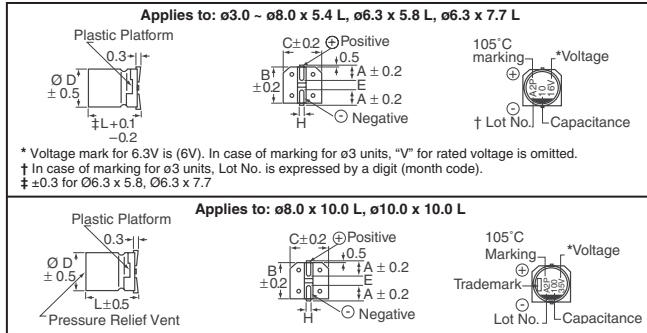 Applies to: ø3.0 ~ ø8.0 x 5.4 L, ø6.3 x 5.8 L, ø6.3 x 7.7 L
Plastic Platform
0.3
Ø D
± 0.5
‡L+0.1
−0.2
C±0.2
⊕Positive
0.5
B
±0.2
A ± 0.2
E
A ± 0.2
H
⊖ Negative
105°C
marking
*Voltage
⊕
A2P
10
16V
⊖
† Lot No.
Capacitance
* Voltage mark for 6.3V is (6V). In case of marking for ø3 units, “V” for rated voltage is omitted.
† In case of marking for ø3 units, Lot No. is expressed by a digit (month code).
‡ ±0.3 for Ø6.3 x 5.8, Ø6.3 x 7.7
Applies to: ø8.0 x 10.0 L, ø10.0 x 10.0 L
Plastic Platform
0.3
Ø D
± 0.5
L±0.5
Pressure Relief Vent
C±0.2
⊕Positive
0.5
B
±0.2
A ± 0.2
E
A ± 0.2
H
⊖ Negative
105°C
Marking
*Voltage
⊕
Trademark
A2P
100
35V
⊖
Lot No.
Capacitance